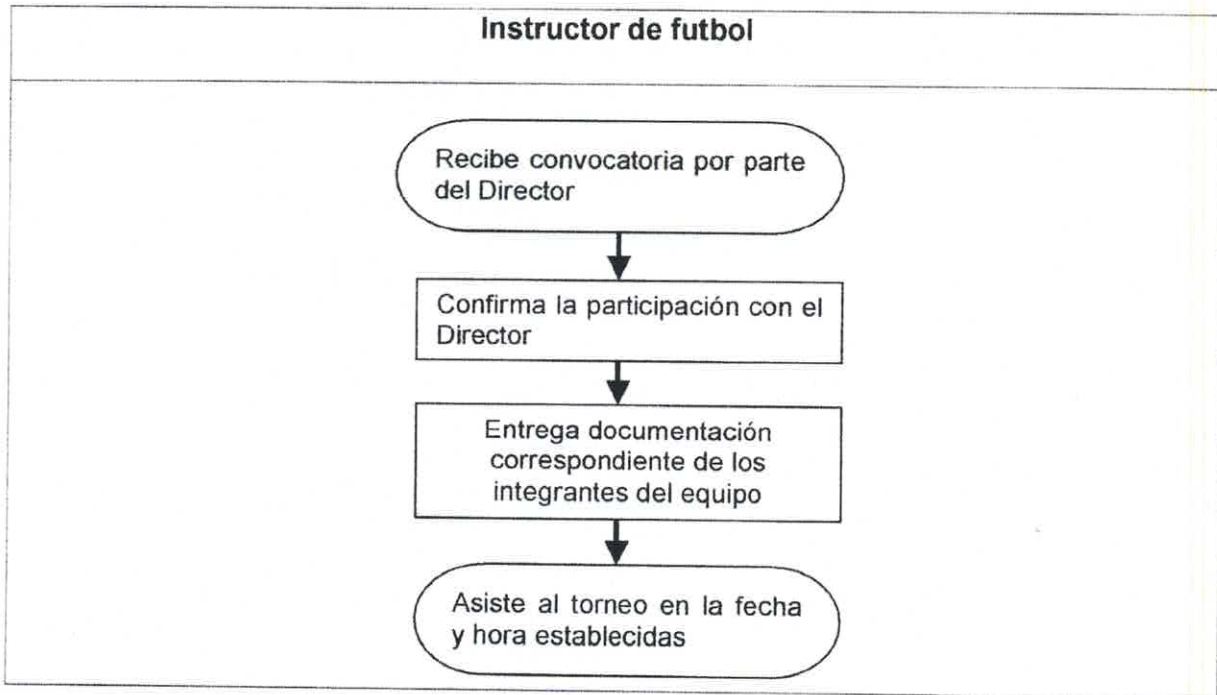 Instructor de futbol
Recibe convocatoria por parte
del Director
Confirma la participación con el
Director
Entrega documentación
correspondiente de los
integrantes del equipo
Asiste al torneo en la fecha
y hora establecidas